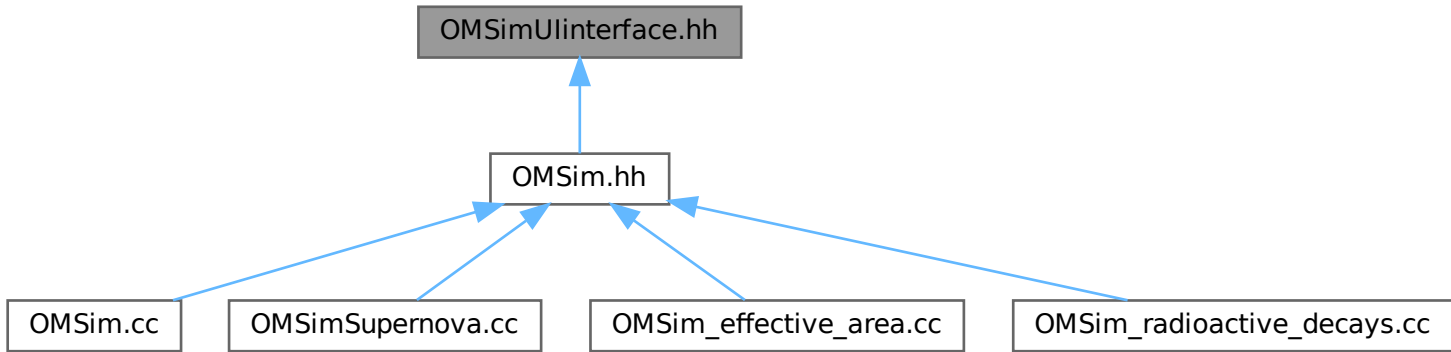 OMSimUIinterface.hh
OMSim.hh
OMSim.cc
OMSimSupernova.cc
OMSim_effective_area.cc
OMSim_radioactive_decays.cc